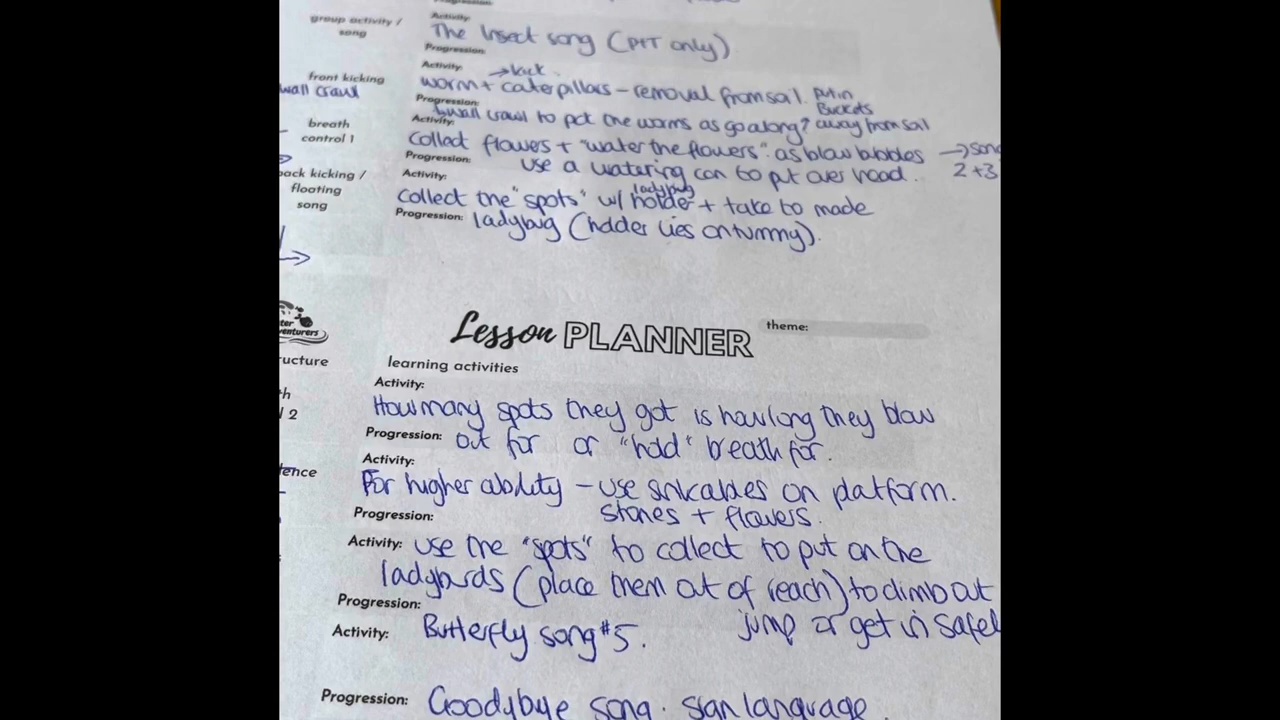 Activity:
group activity / song
The Insect song (PTT only)
Progression:
Activity:
→kick
front kicking
wall crawl
worm + caterpillars – removal from soil. put in Buckets away from soil
Progression:
wall crawl to put the worms as go along?
Activity:
breath control 1
collect flowers + "water the flowers". as blow bubbles → song 2+3
Progression:
use a watering can to put over head.
Activity:
back kicking / floating song
collect the "spots" w/ ladybug holder + take to made
Progression: ladybug (holder lies on tummy).
Lesson PLANNER
theme:
ucture
learning activities
Activity:
How many spots they got is how long they blow
Progression: out for or "hold" breath for.
Activity:
For higher ability – use sinkables on platform.
stones + flowers.
Progression:
Activity: use the "spots" to collect to put on the
ladybirds (place them out of reach) to climb out
Progression:
jump or get in safel
Activity: Butterfly song #5.
Progression: Goodybye song. sign language.